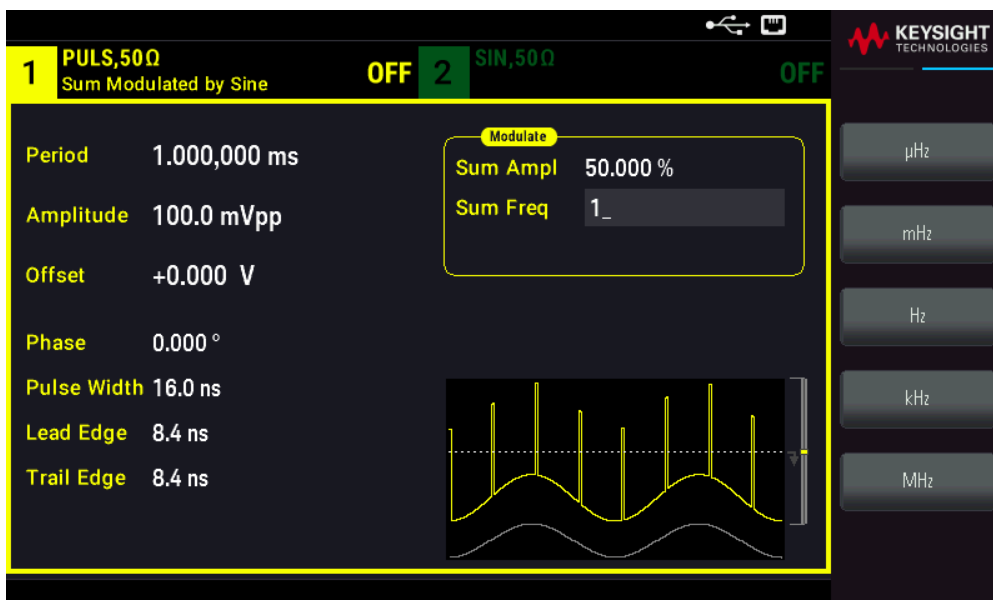 KEYSIGHT
TECHNOLOGIES
1
PULS,50Ω
Sum Modulated by Sine
OFF
2
SIN,50Ω
OFF
Period 1.000,000 ms
Amplitude 100.0 mVpp
Offset +0.000 V
Phase 0.000 °
Pulse Width 16.0 ns
Lead Edge 8.4 ns
Trail Edge 8.4 ns
Modulate
Sum Ampl 50.000 %
Sum Freq 1_
µHz
mHz
Hz
kHz
MHz